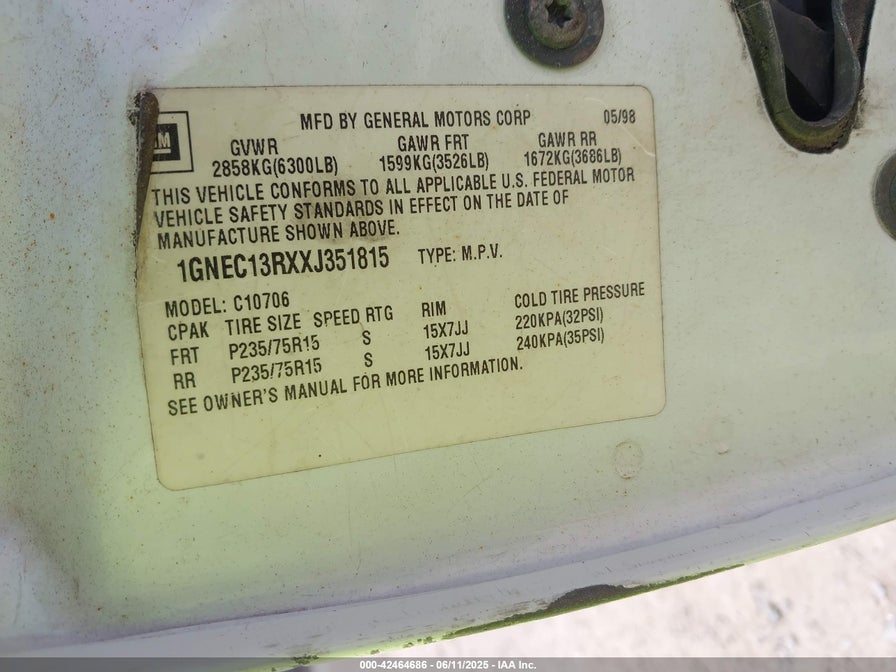 GM
MFD BY GENERAL MOTORS CORP 05/98
GVWR GAWR FRT GAWR RR
2858KG(6300LB) 1599KG(3526LB) 1672KG(3686LB)
THIS VEHICLE CONFORMS TO ALL APPLICABLE U.S. FEDERAL MOTOR
VEHICLE SAFETY STANDARDS IN EFFECT ON THE DATE OF
MANUFACTURE SHOWN ABOVE.
1GNEC13RXXJ351815 TYPE: M.P.V.
MODEL: C10706
CPAK TIRE SIZE SPEED RTG RIM COLD TIRE PRESSURE
FRT P235/75R15 S 15X7JJ 220KPA(32PSI)
RR P235/75R15 S 15X7JJ 240KPA(35PSI)
SEE OWNER'S MANUAL FOR MORE INFORMATION.
000-42464686 - 06/11/2025 - IAA Inc.